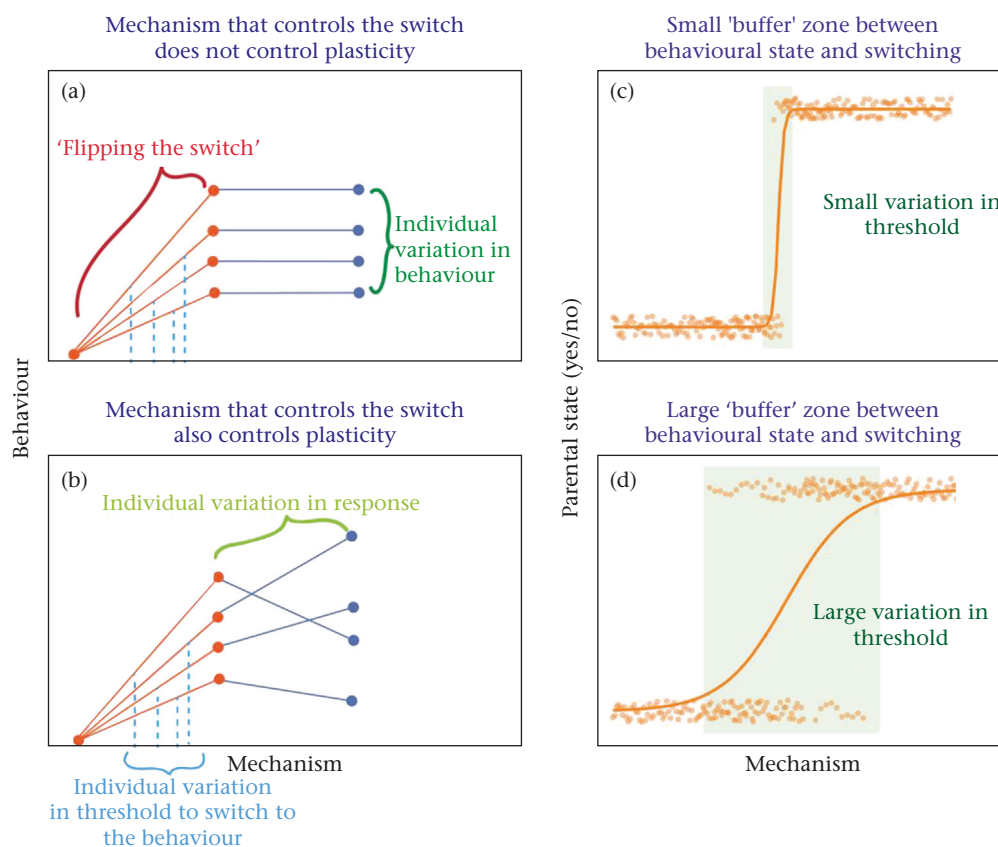 Mechanism that controls the switch
does not control plasticity
(a)
‘Flipping the switch’
Individual
variation in
behaviour
Small 'buffer' zone between
behavioural state and switching
(c)
Small variation in
threshold
Behaviour
Parental state (yes/no)
Mechanism that controls the switch
also controls plasticity
(b)
Individual variation in response
Mechanism
Individual variation
in threshold to switch to
the behaviour
Large ‘buffer’ zone between
behavioural state and switching
(d)
Large variation in
threshold
Mechanism